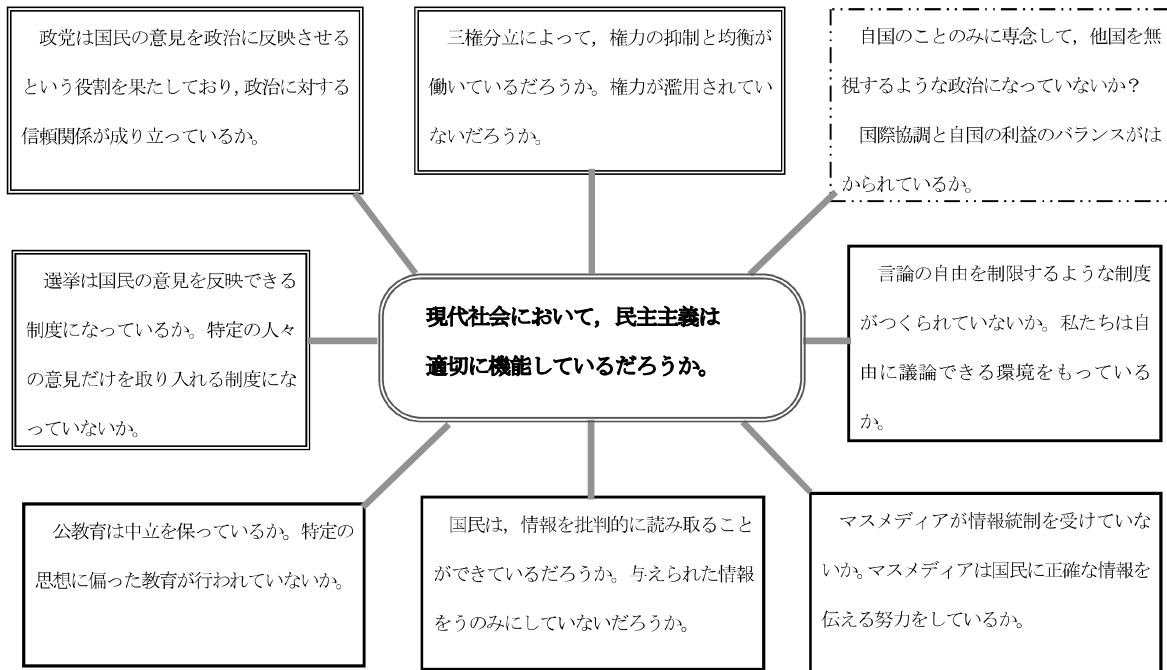 政党は国民の意見を政治に反映させる
という役割を果たしており,政治に対する
信頼関係が成り立っているか。
三権分立によって,権力の抑制と均衡が
働いているだろうか。権力が濫用されてい
ないだろうか。
自国のことのみに専念して,他国を無
視するような政治になっていないか？
国際協調と自国の利益のバランスがは
かられているか。
選挙は国民の意見を反映できる
制度になっているか。特定の人々
の意見だけを取り入れる制度にな
っていないか。
現代社会において,民主主義は
適切に機能しているだろうか。
言論の自由を制限するような制度
がつくられていないか。私たちは自
由に議論できる環境をもっている
か。
公教育は中立を保っているか。特定の
思想に偏った教育が行われていないか。
国民は,情報を批判的に読み取ること
ができているだろうか。与えられた情報
をうのみにしていないだろうか。
マスメディアが情報統制を受けていな
いか。マスメディアは国民に正確な情報を
伝える努力をしているか。